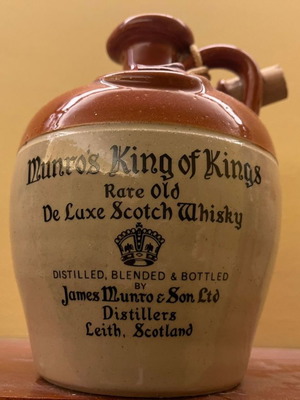 Munro's King of Kings
Rare Old
De Luxe Scotch Whisky
DISTILLED, BLENDED & BOTTLED
BY
James Munro & Son Ltd
Distillers
Leith, Scotland